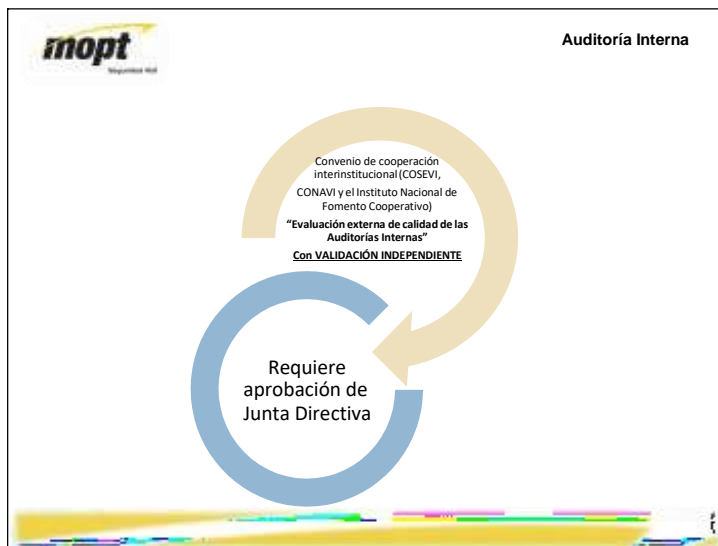 mopt
Auditoría Interna
Convenio de cooperación
interinstitucional (COSEVI,
CONAVI y el Instituto Nacional de
Fomento Cooperativo)
“Evaluación externa de calidad de las
Auditorías Internas”
Con VALIDACIÓN INDEPENDIENTE
Requiere
aprobación de
Junta Directiva